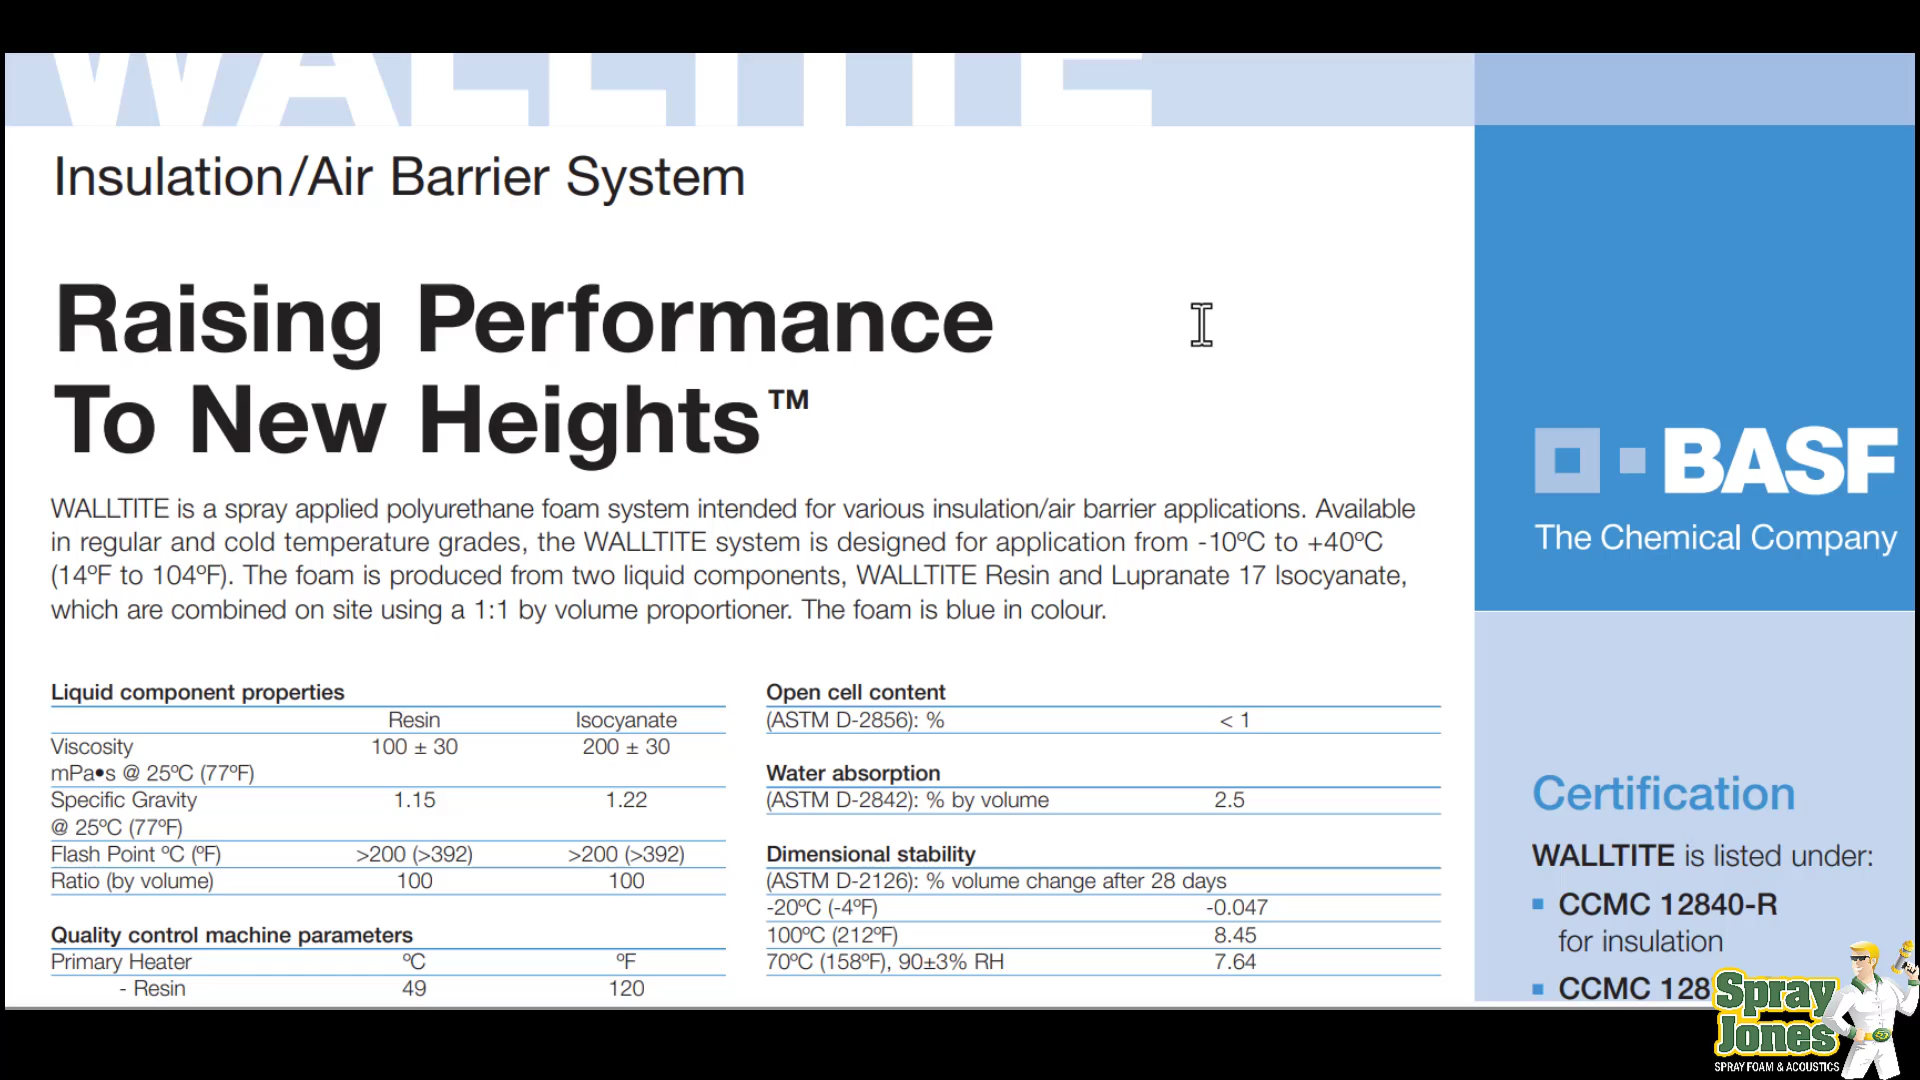 WALLTITE
Insulation/Air Barrier System
Raising Performance
To New Heights™
WALLTITE is a spray applied polyurethane foam system intended for various insulation/air barrier applications. Available
in regular and cold temperature grades, the WALLTITE system is designed for application from -10ºC to +40ºC
(14ºF to 104ºF). The foam is produced from two liquid components, WALLTITE Resin and Lupranate 17 Isocyanate,
which are combined on site using a 1:1 by volume proportioner. The foam is blue in colour.
Liquid component properties
Resin Isocyanate
Viscosity 100 ± 30 200 ± 30
mPa•s @ 25ºC (77ºF)
Specific Gravity 1.15 1.22
@ 25ºC (77ºF)
Flash Point ºC (ºF) >200 (>392) >200 (>392)
Ratio (by volume) 100 100
Quality control machine parameters
Primary Heater ºC ºF
- Resin 49 120
Open cell content
(ASTM D-2856): % < 1
Water absorption
(ASTM D-2842): % by volume 2.5
Dimensional stability
(ASTM D-2126): % volume change after 28 days
-20ºC (-4ºF) -0.047
100ºC (212ºF) 8.45
70ºC (158ºF), 90±3% RH 7.64
BASF
The Chemical Company
Certification
WALLTITE is listed under:
CCMC 12840-R
for insulation
CCMC 128
Spray
Jones
SPRAY FOAM & ACOUSTICS